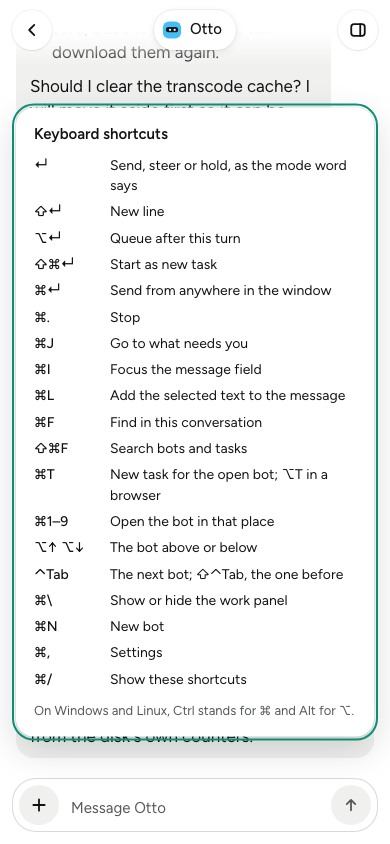 Otto
download them again.
Should I clear the transcode cache? I
Keyboard shortcuts
↵ Send, steer or hold, as the mode word
says
⇧↵ New line
⌥↵ Queue after this turn
⇧⌘↵ Start as new task
⌘↵ Send from anywhere in the window
⌘. Stop
⌘J Go to what needs you
⌘I Focus the message field
⌘L Add the selected text to the message
⌘F Find in this conversation
⇧⌘F Search bots and tasks
⌘T New task for the open bot; ⌥T in a
browser
⌘1–9 Open the bot in that place
⌥↑ ⌥↓ The bot above or below
^Tab The next bot; ⇧^Tab, the one before
⌘\ Show or hide the work panel
⌘N New bot
⌘, Settings
⌘/ Show these shortcuts
On Windows and Linux, Ctrl stands for ⌘ and Alt for ⌥.
from the disk's own counters.
Message Otto